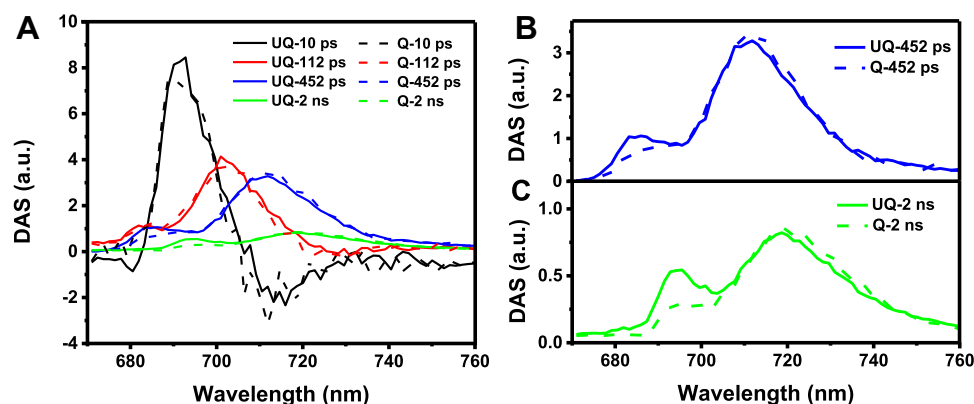 A
UQ-10 ps
Q-10 ps
UQ-112 ps
Q-112 ps
UQ-452 ps
Q-452 ps
UQ-2 ns
Q-2 ns
DAS (a.u.)
10
8
6
4
2
0
-2
-4
680
700
720
740
760
Wavelength (nm)
B
UQ-452 ps
Q-452 ps
DAS (a.u.)
3
2
1
0
C
UQ-2 ns
Q-2 ns
DAS (a.u.)
1.0
0.5
0.0
680
700
720
740
760
Wavelength (nm)